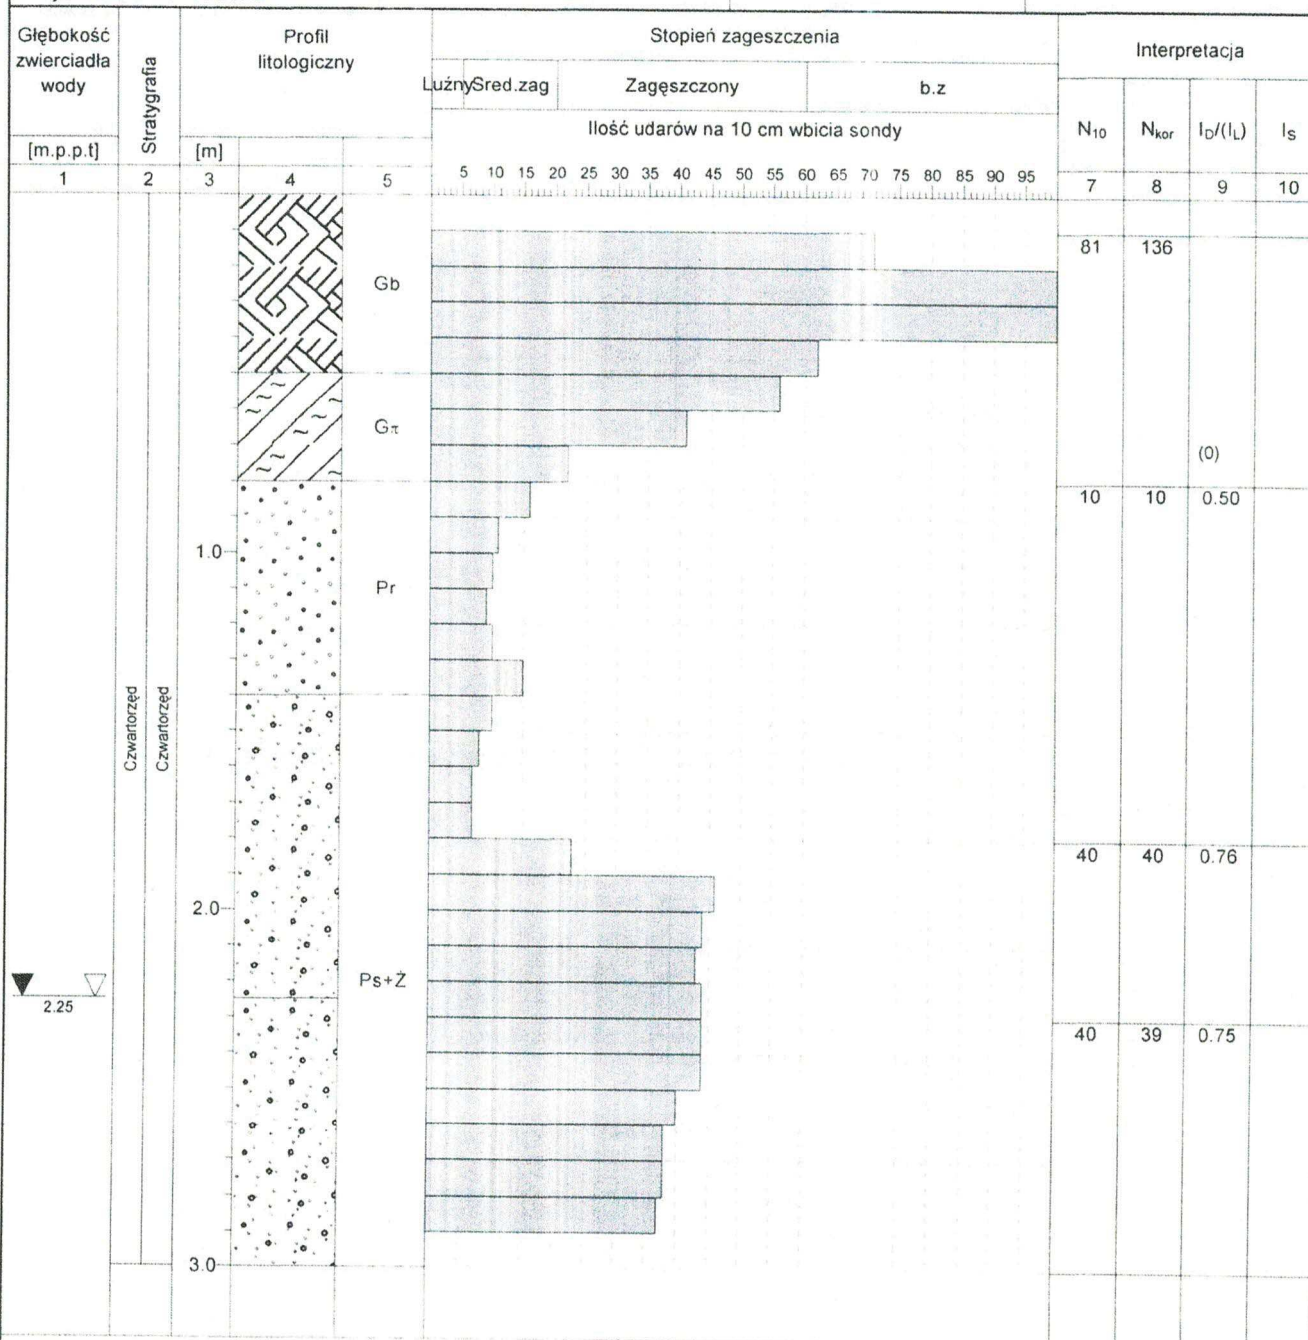 Głębokość zwierciadła wody
Stratygrafia
Profil litologiczny
Stopień zagęszczenia
Interpretacja
Luźny Sred.zag Zagęszczony b.z
Ilość udarów na 10 cm wbicia sondy
N10 Nkor ID/(IL) IS
[m.p.p.t] [m]
5 10 15 20 25 30 35 40 45 50 55 60 65 70 75 80 85 90 95
1 2 3 4 5 7 8 9 10
81 136
Gb
Gπ
(0)
10 10 0.50
1.0
Pr
Czwartorzęd
Czwartorzęd
40 40 0.76
2.0
Ps+Ż
2.25
40 39 0.75
3.0